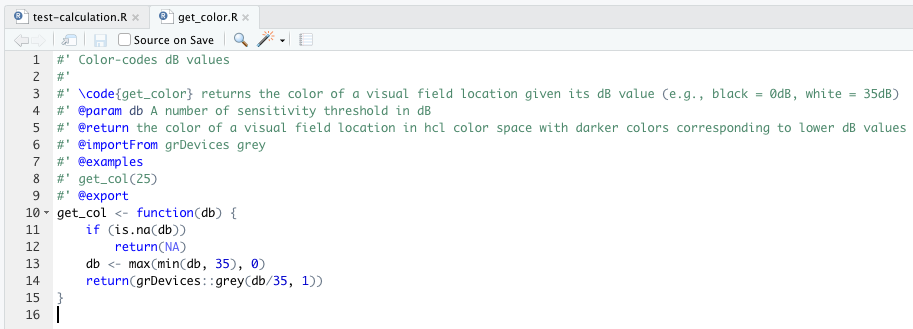 test-calculation.R × get_color.R ×
Source on Save
1 #' Color-codes dB values
2 #'
3 #' \code{get_color} returns the color of a visual field location given its dB value (e.g., black = 0dB, white = 35dB)
4 #' @param db A number of sensitivity threshold in dB
5 #' @return the color of a visual field location in hcl color space with darker colors corresponding to lower dB values
6 #' @importFrom grDevices grey
7 #' @examples
8 #' get_col(25)
9 #' @export
10 get_col <- function(db) {
11     if (is.na(db))
12         return(NA)
13     db <- max(min(db, 35), 0)
14     return(grDevices::grey(db/35, 1))
15 }
16